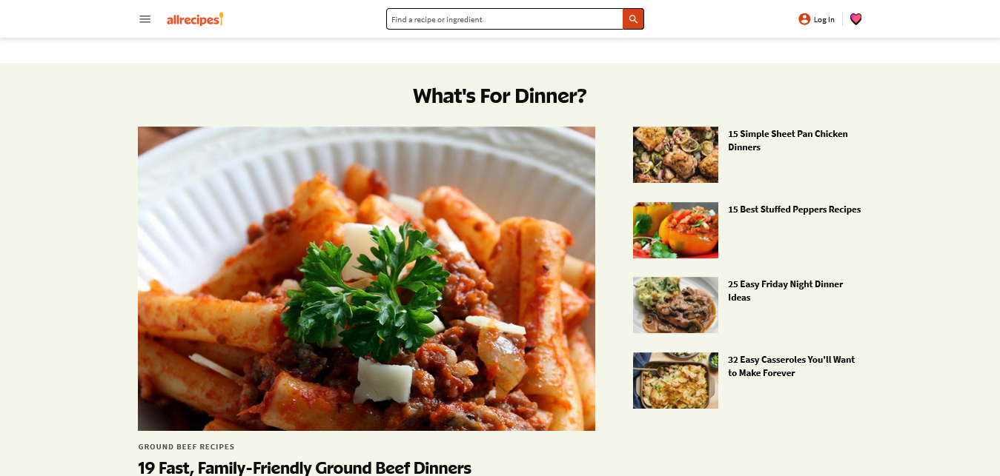 allrecipes
Find a recipe or ingredient
Log In
What's For Dinner?
15 Simple Sheet Pan Chicken
Dinners
15 Best Stuffed Peppers Recipes
25 Easy Friday Night Dinner
Ideas
32 Easy Casseroles You'll Want
to Make Forever
GROUND BEEF RECIPES
19 Fast, Family-Friendly Ground Beef Dinners